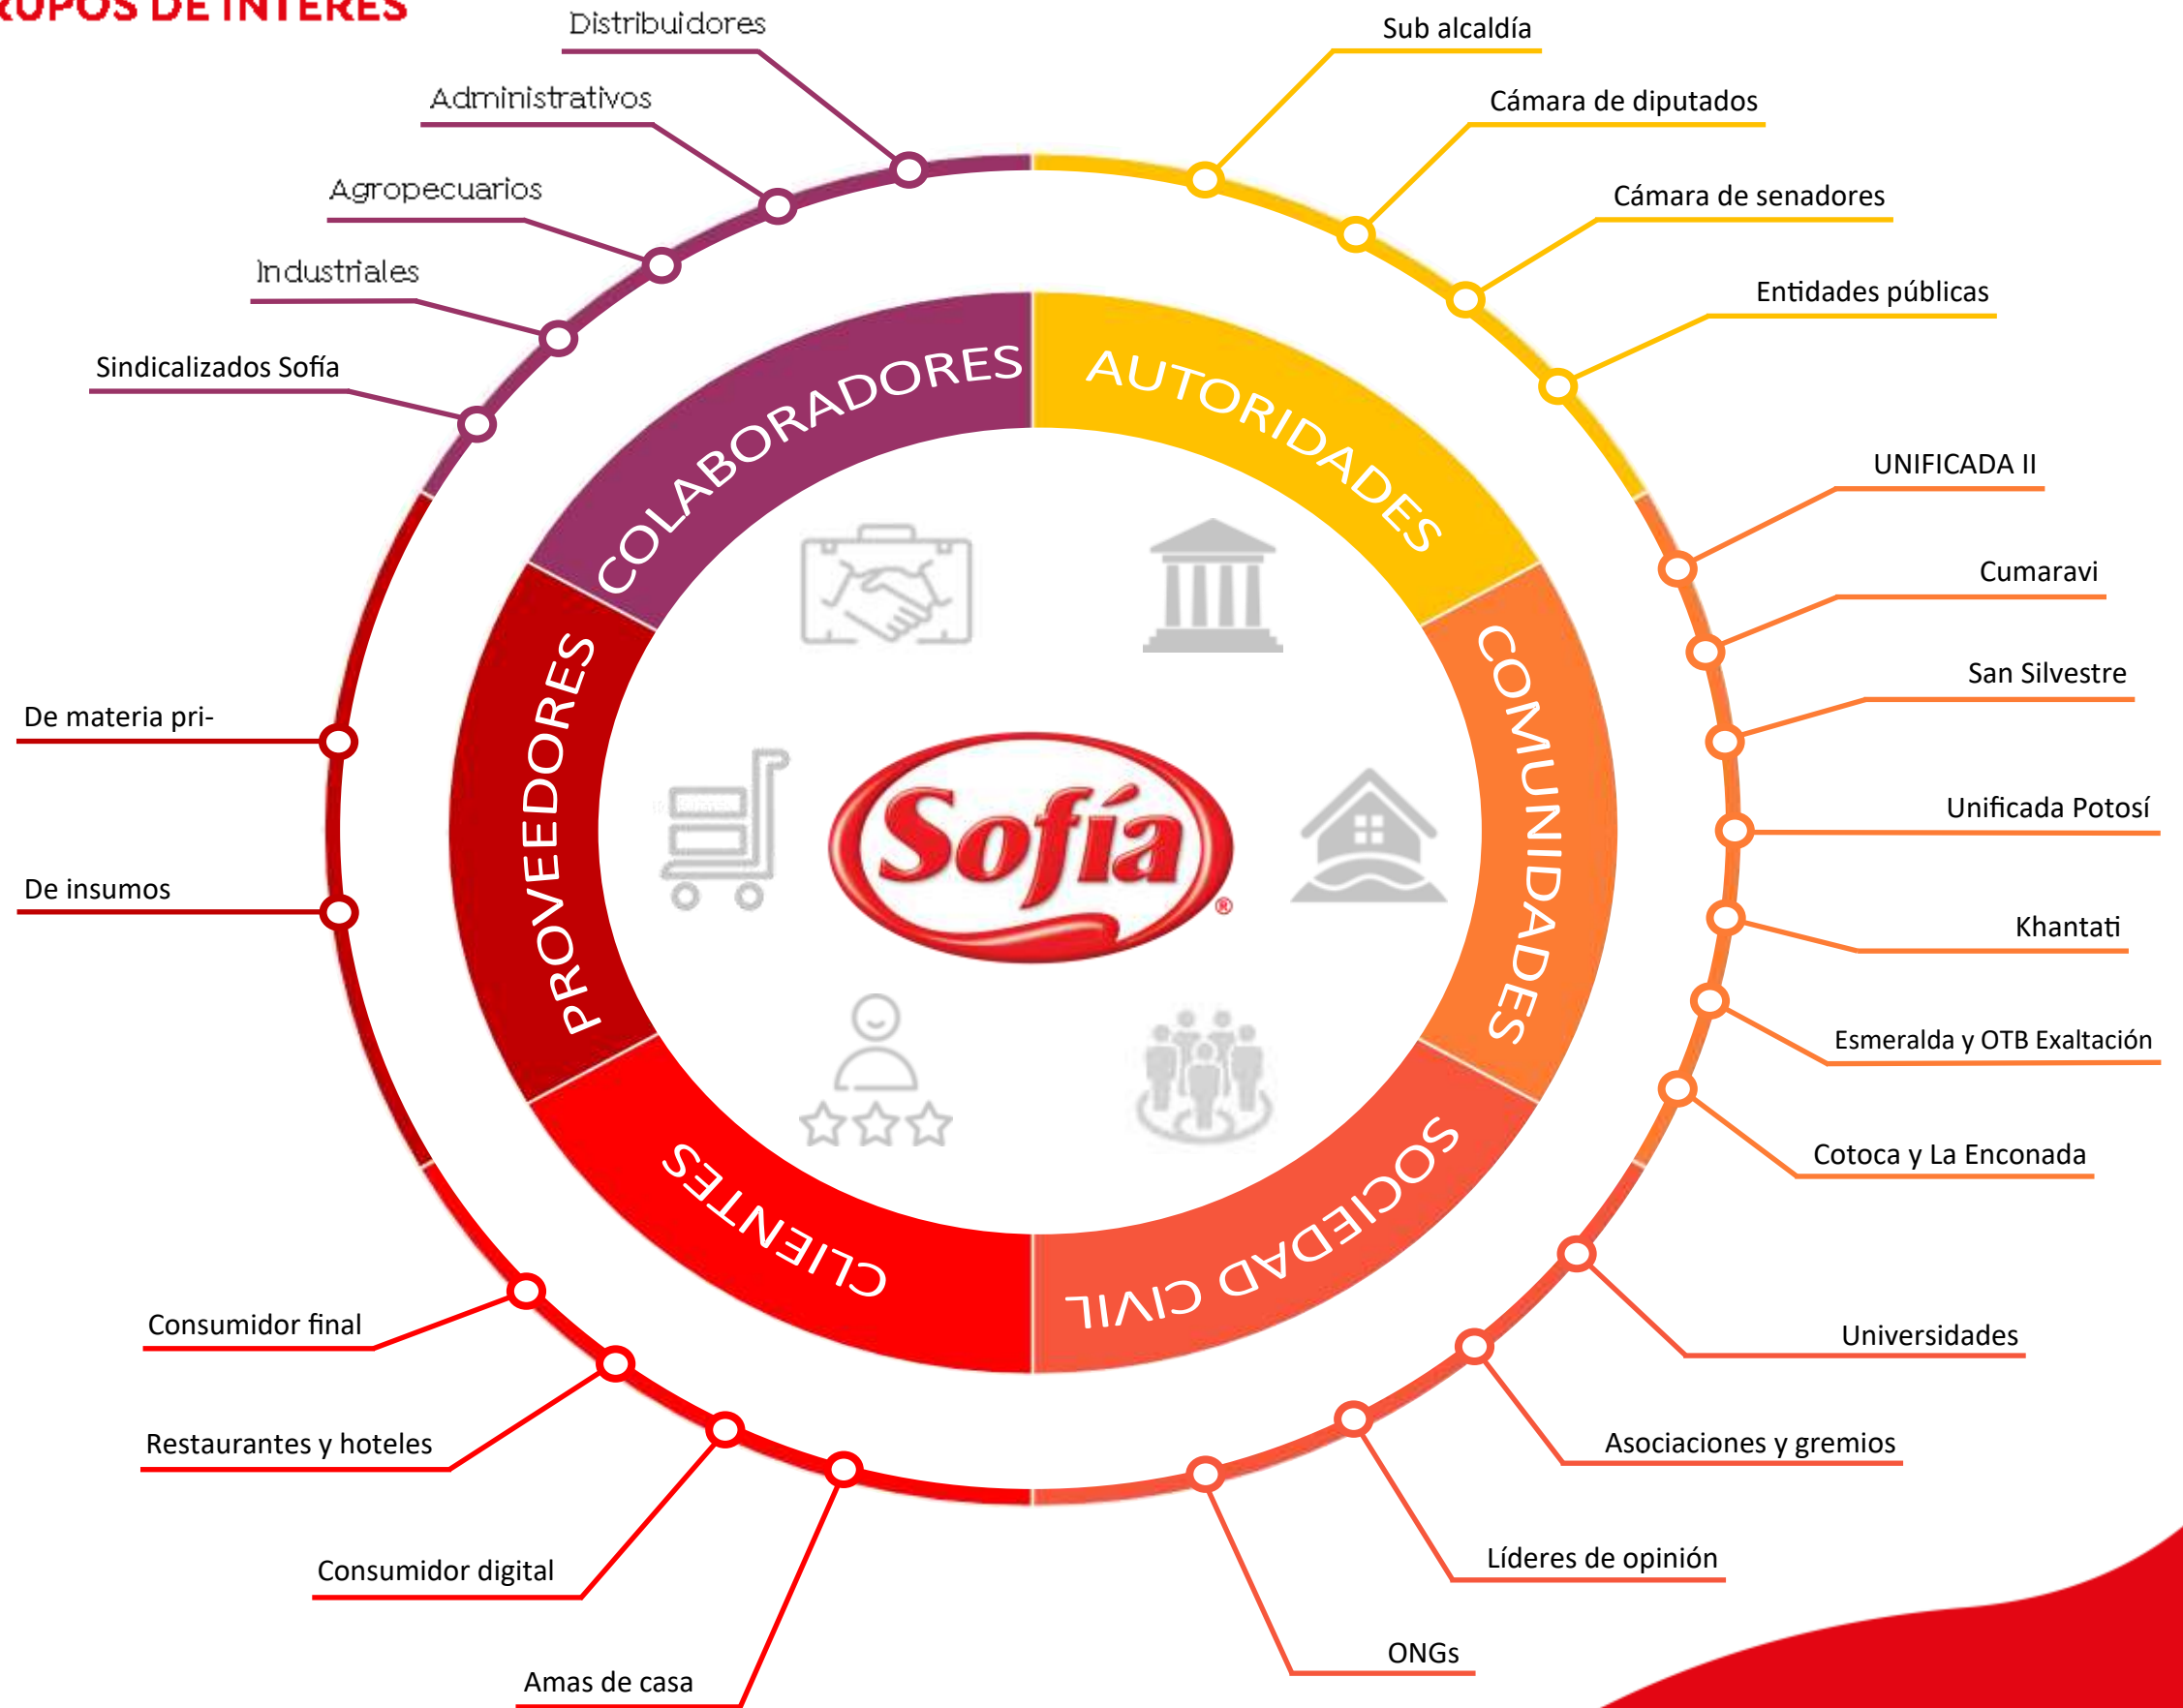 RUPOS DE INTERÉS
Distribuidores
Administrativos
Agropecuarios
Industriales
Sindicalizados Sofía
Sub alcaldía
Cámara de diputados
Cámara de senadores
Entidades públicas
UNIFICADA II
Cumaravi
San Silvestre
Unificada Potosí
Khantati
Esmeralda y OTB Exaltación
Cotoca y La Enconada
Universidades
Asociaciones y gremios
Líderes de opinión
ONGs
Amas de casa
Consumidor digital
Restaurantes y hoteles
Consumidor final
De insumos
De materia pri-
COLABORADORES
AUTORIDADES
COMUNIDADES
SOCIEDAD CIVIL
CLIENTES
PROVEEDORES
Sofía
®